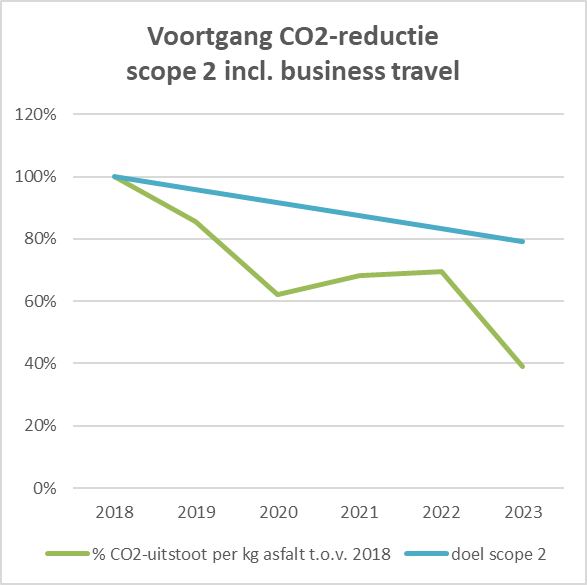 Voortgang CO2-reductie
scope 2 incl. business travel
120%
100%
80%
60%
40%
20%
0%
2018 2019 2020 2021 2022 2023
% CO2-uitstoot per kg asfalt t.o.v. 2018 doel scope 2